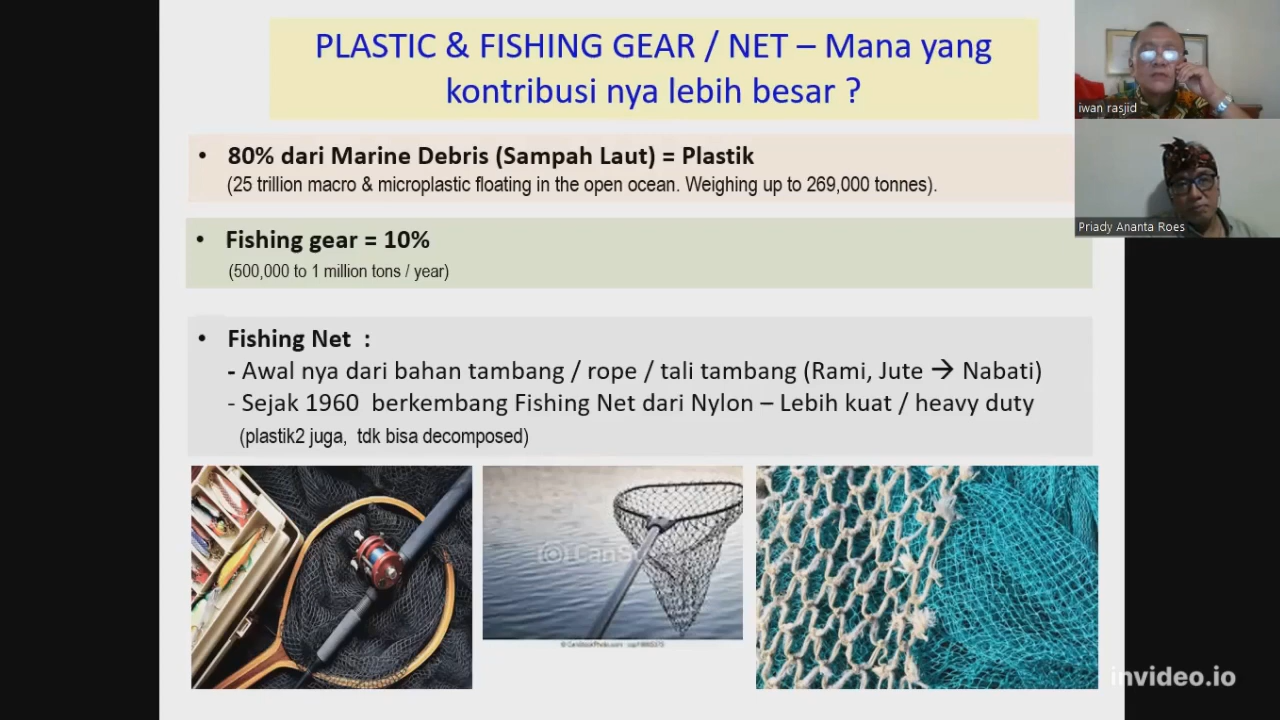 PLASTIC & FISHING GEAR / NET – Mana yang
kontribusi nya lebih besar ?
iwan rasjid
• 80% dari Marine Debris (Sampah Laut) = Plastik
(25 trillion macro & microplastic floating in the open ocean. Weighing up to 269,000 tonnes).
Priady Ananta Roes
• Fishing gear = 10%
(500,000 to 1 million tons / year)
• Fishing Net :
- Awal nya dari bahan tambang / rope / tali tambang (Rami, Jute → Nabati)
- Sejak 1960 berkembang Fishing Net dari Nylon – Lebih kuat / heavy duty
(plastik2 juga, tdk bisa decomposed)
invideo.io